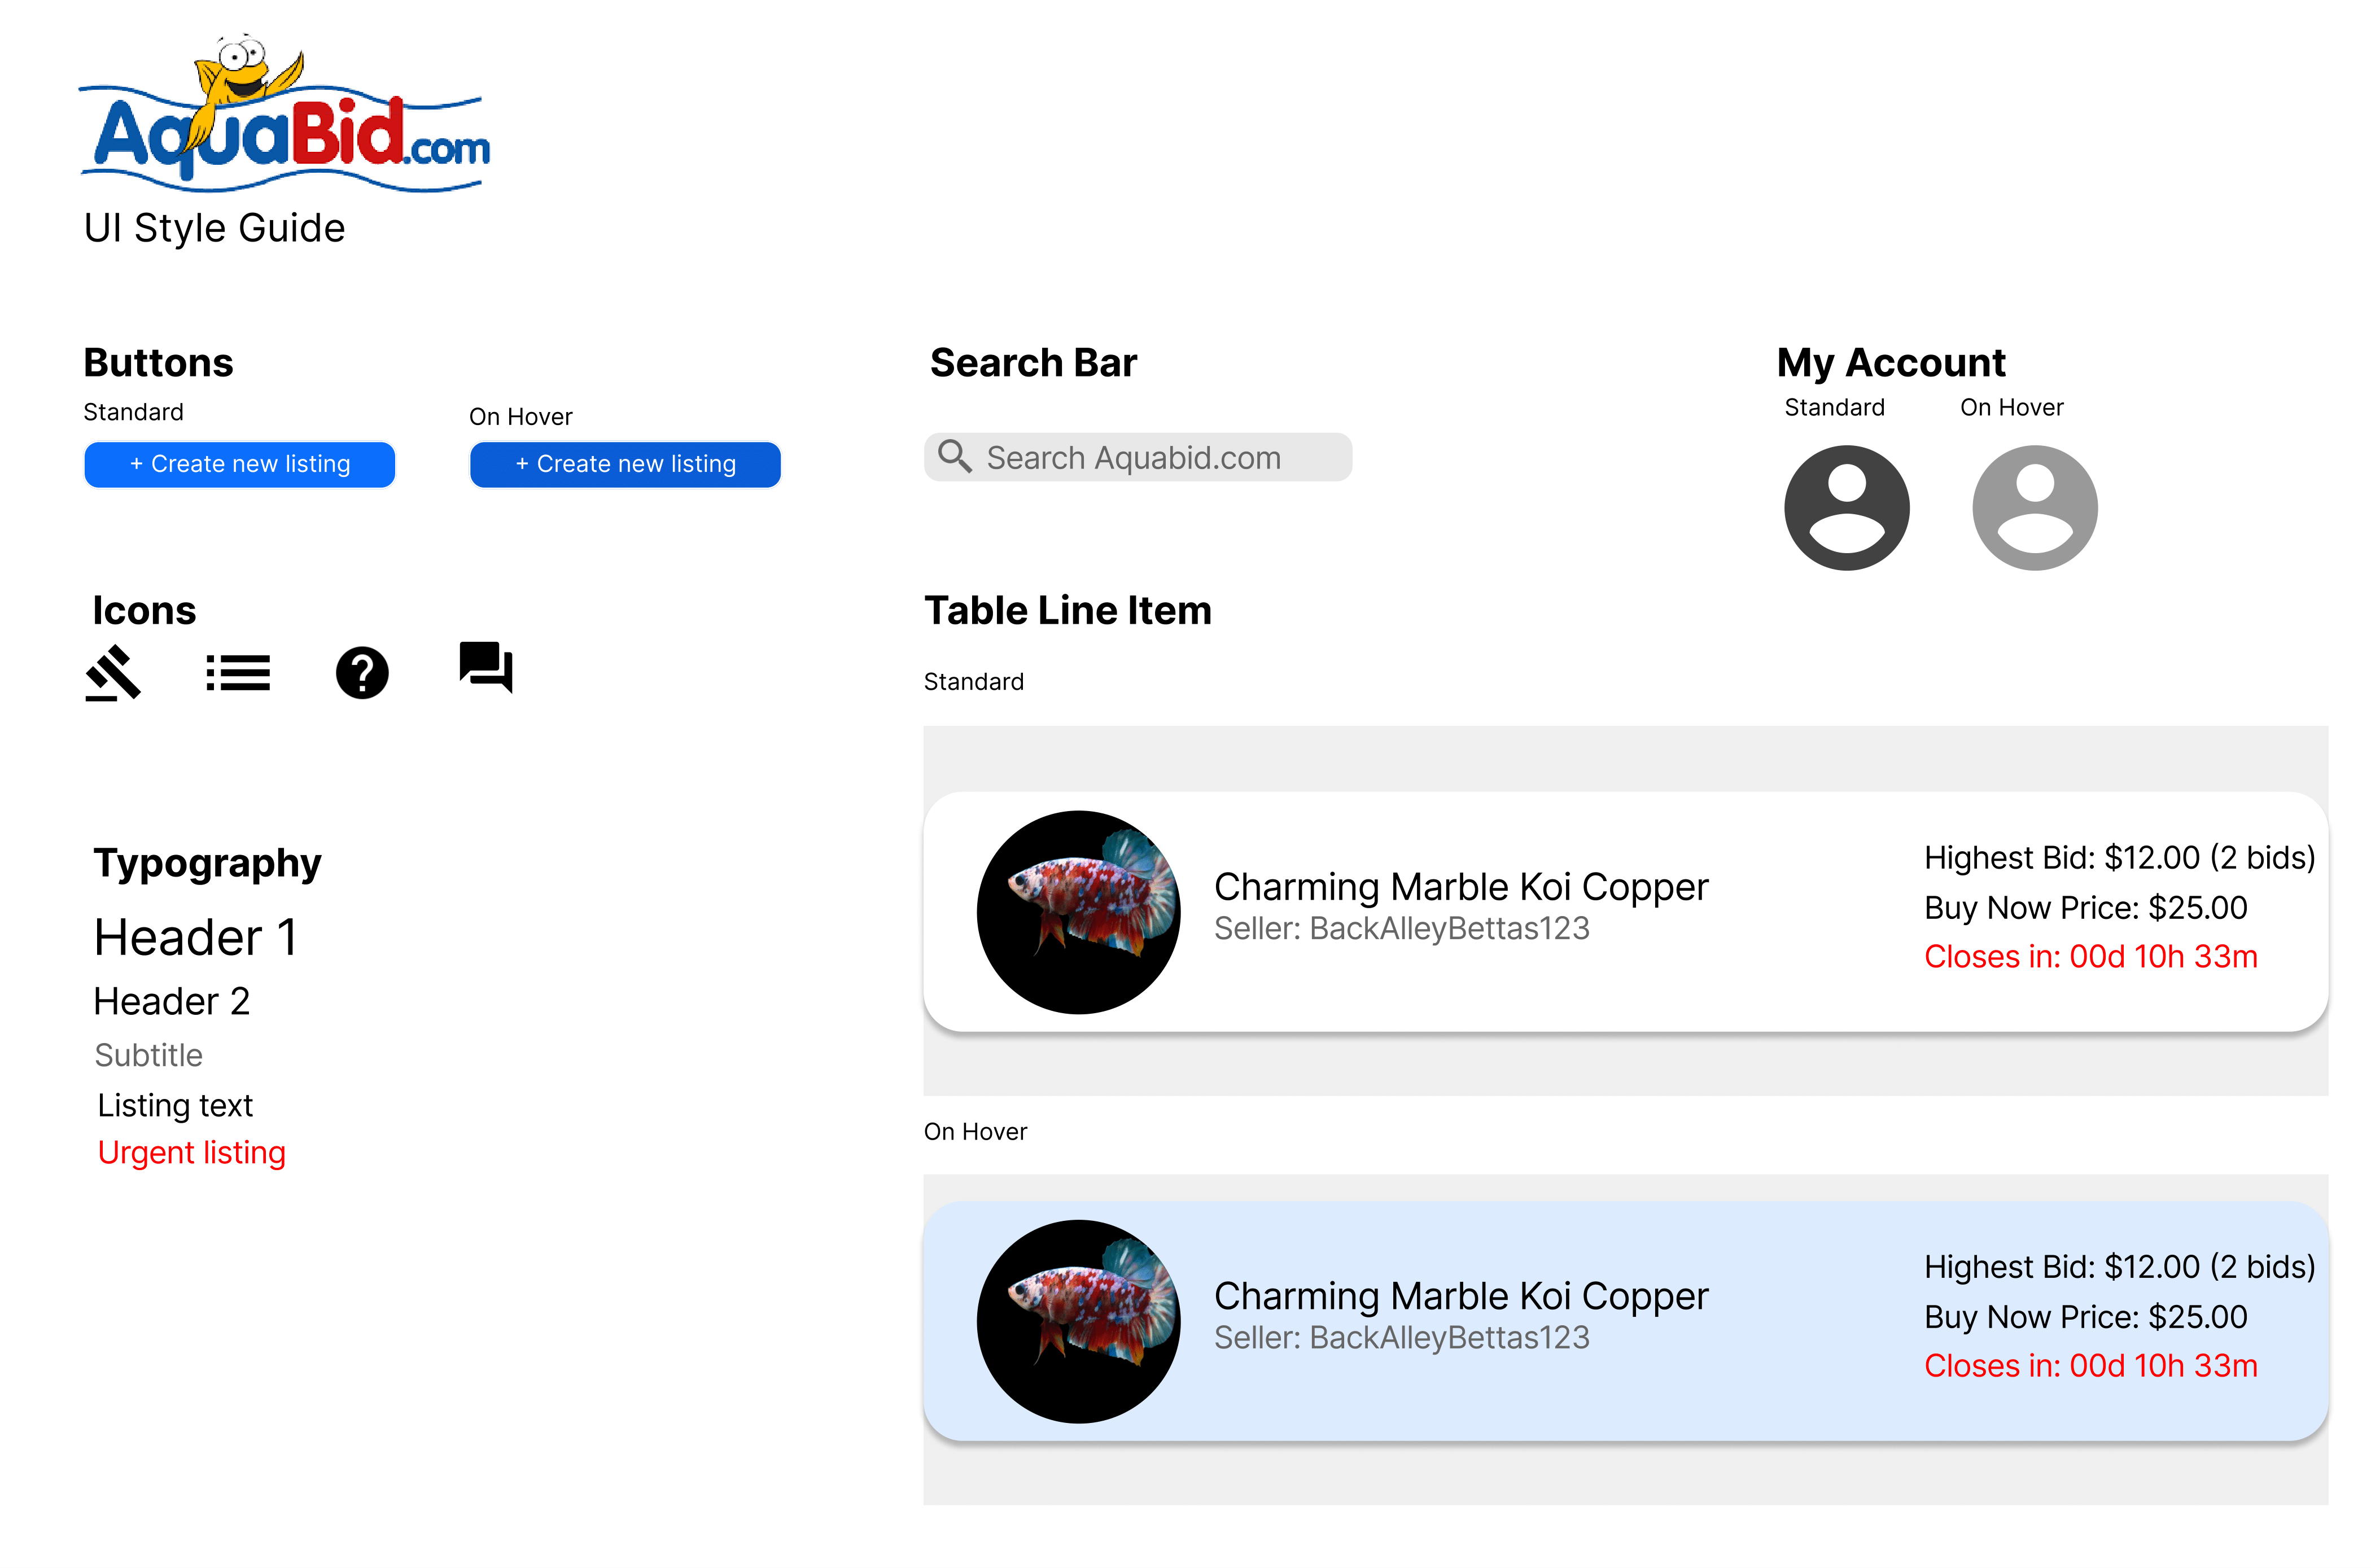 AquaBid.com
UI Style Guide
Buttons
Standard
On Hover
+ Create new listing
+ Create new listing
Search Bar
Search Aquabid.com
My Account
Standard
On Hover
Icons
?
Typography
Header 1
Header 2
Subtitle
Listing text
Urgent listing
Table Line Item
Standard
Charming Marble Koi Copper
Seller: BackAlleyBettas123
Highest Bid: $12.00 (2 bids)
Buy Now Price: $25.00
Closes in: 00d 10h 33m
On Hover
Charming Marble Koi Copper
Seller: BackAlleyBettas123
Highest Bid: $12.00 (2 bids)
Buy Now Price: $25.00
Closes in: 00d 10h 33m